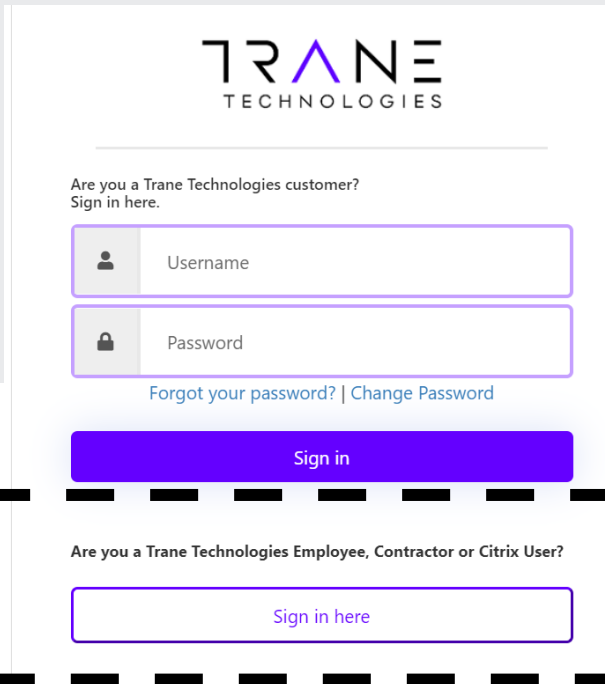 TRANE
TECHNOLOGIES
Are you a Trane Technologies customer?
Sign in here.
Username
Password
Forgot your password? | Change Password
Sign in
Are you a Trane Technologies Employee, Contractor or Citrix User?
Sign in here